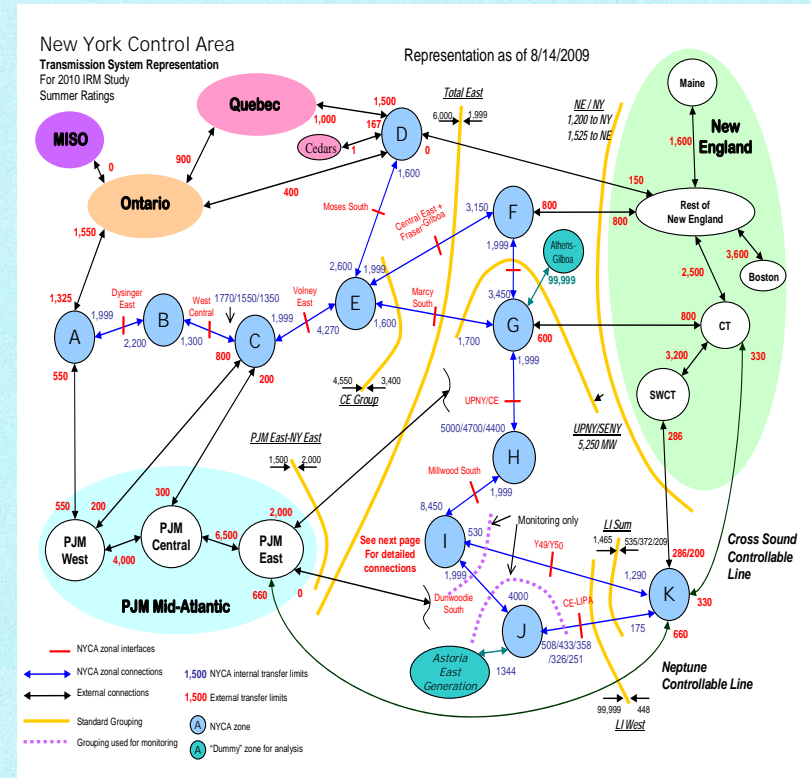 New York Control Area
Transmission System Representation
For 2010 IRM Study
Summer Ratings
Representation as of 8/14/2009
Quebec
1,500
1,000
167
Cedars
1
D
0
1,600
MISO
0
900
Ontario
400
1,550
Total East
6,000
1,999
NE / NY
1,200 to NY
1,525 to NE
Maine
1,600
New
England
150
Rest of
New England
800
800
3,600
Boston
2,500
Moses South
Central East +
Fraser-Gilboa
3,150
F
1,999
Athens-
Gilboa
99,999
1,325
Dysinger
East
1,999
A
2,200
B
West
Central
1770/1550/1350
1,300
C
1,999
800
200
Volney
East
4,270
2,600
1,999
E
1,600
Marcy
South
1,700
3,450
G
600
1,999
800
CT
330
3,200
SWCT
286
550
4,550
3,400
CE Group
UPNY/CE
UPNY/SENY
5,250 MW
5000/4700/4400
H
1,999
Millwood South
8,450
PJM East-NY East
1,500
2,000
550
200
300
PJM
West
4,000
PJM
Central
6,500
PJM
East
2,000
0
660
PJM Mid-Atlantic
See next page
For detailed
connections
I
530
1,999
Monitoring only
Y49/Y50
LI Sum
1,465
535/372/209
286/200
1,290
K
330
660
Cross Sound
Controllable
Line
Dunwoodie
South
4000
J
CE-LIPA
175
508/433/358
/326/251
Astoria
East
Generation
1344
Neptune
Controllable Line
99,999
448
LI West
NYCA zonal interfaces
NYCA zonal connections
External connections
Standard Grouping
Grouping used for monitoring
1,500 NYCA internal transfer limits
1,500 External transfer limits
A NYCA zone
A "Dummy" zone for analysis